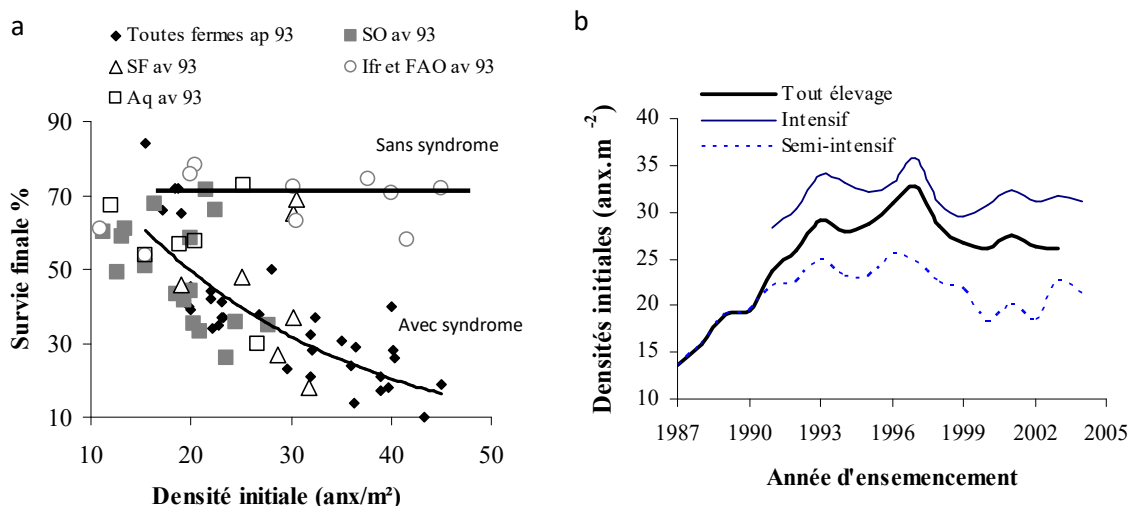 a
Toutes fermes ap 93
SO av 93
SF av 93
Ifr et FAO av 93
Aq av 93
Survie finale %
90
70
50
30
10
Sans syndrome
Avec syndrome
10 20 30 40 50
Densité initiale (anx/m²)
b
Tout élevage
Intensif
Semi-intensif
Densités initiales (anx.m -2)
40
35
30
25
20
15
10
1987 1990 1993 1996 1999 2002 2005
Année d'ensemencement